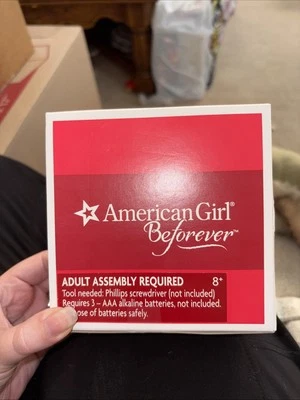 American Girl®
Beforever™
ADULT ASSEMBLY REQUIRED 8+
Tool needed: Phillips screwdriver (not included)
Requires 3 – AAA alkaline batteries, not included.
of batteries safely.